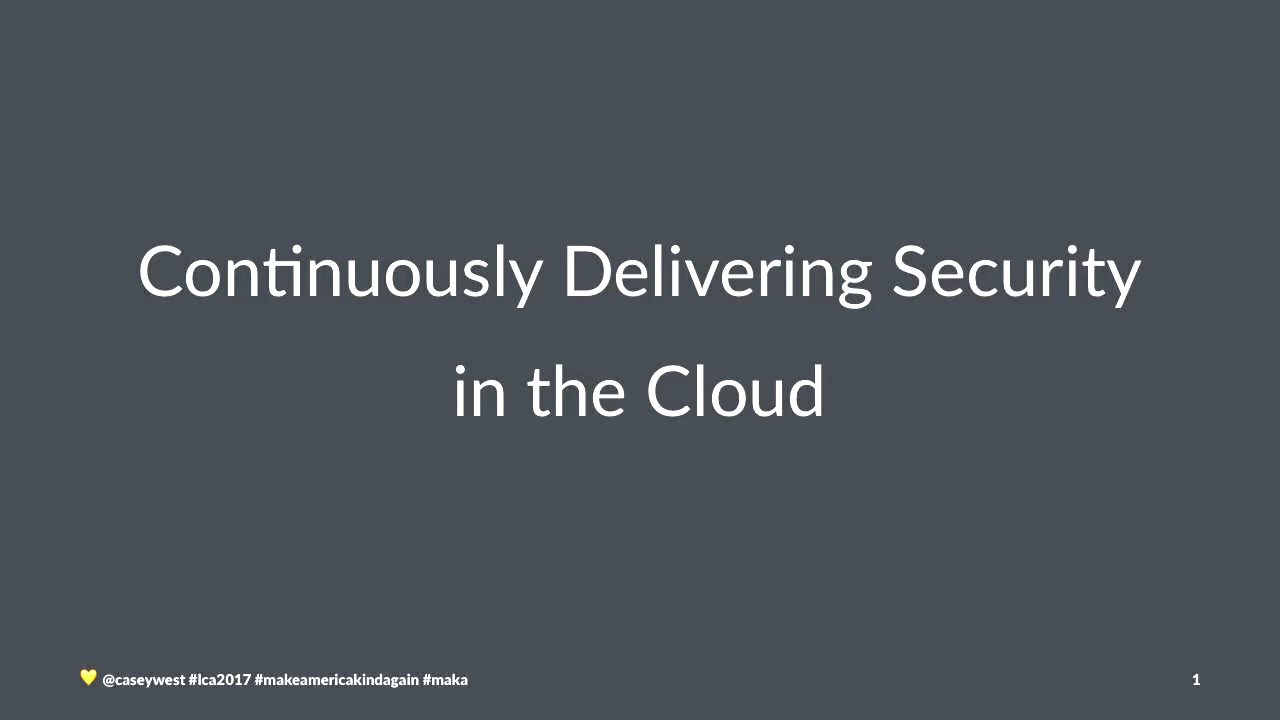 Continuously Delivering Security
in the Cloud
💛 @caseywest #lca2017 #makeamericakindagain #maka
1